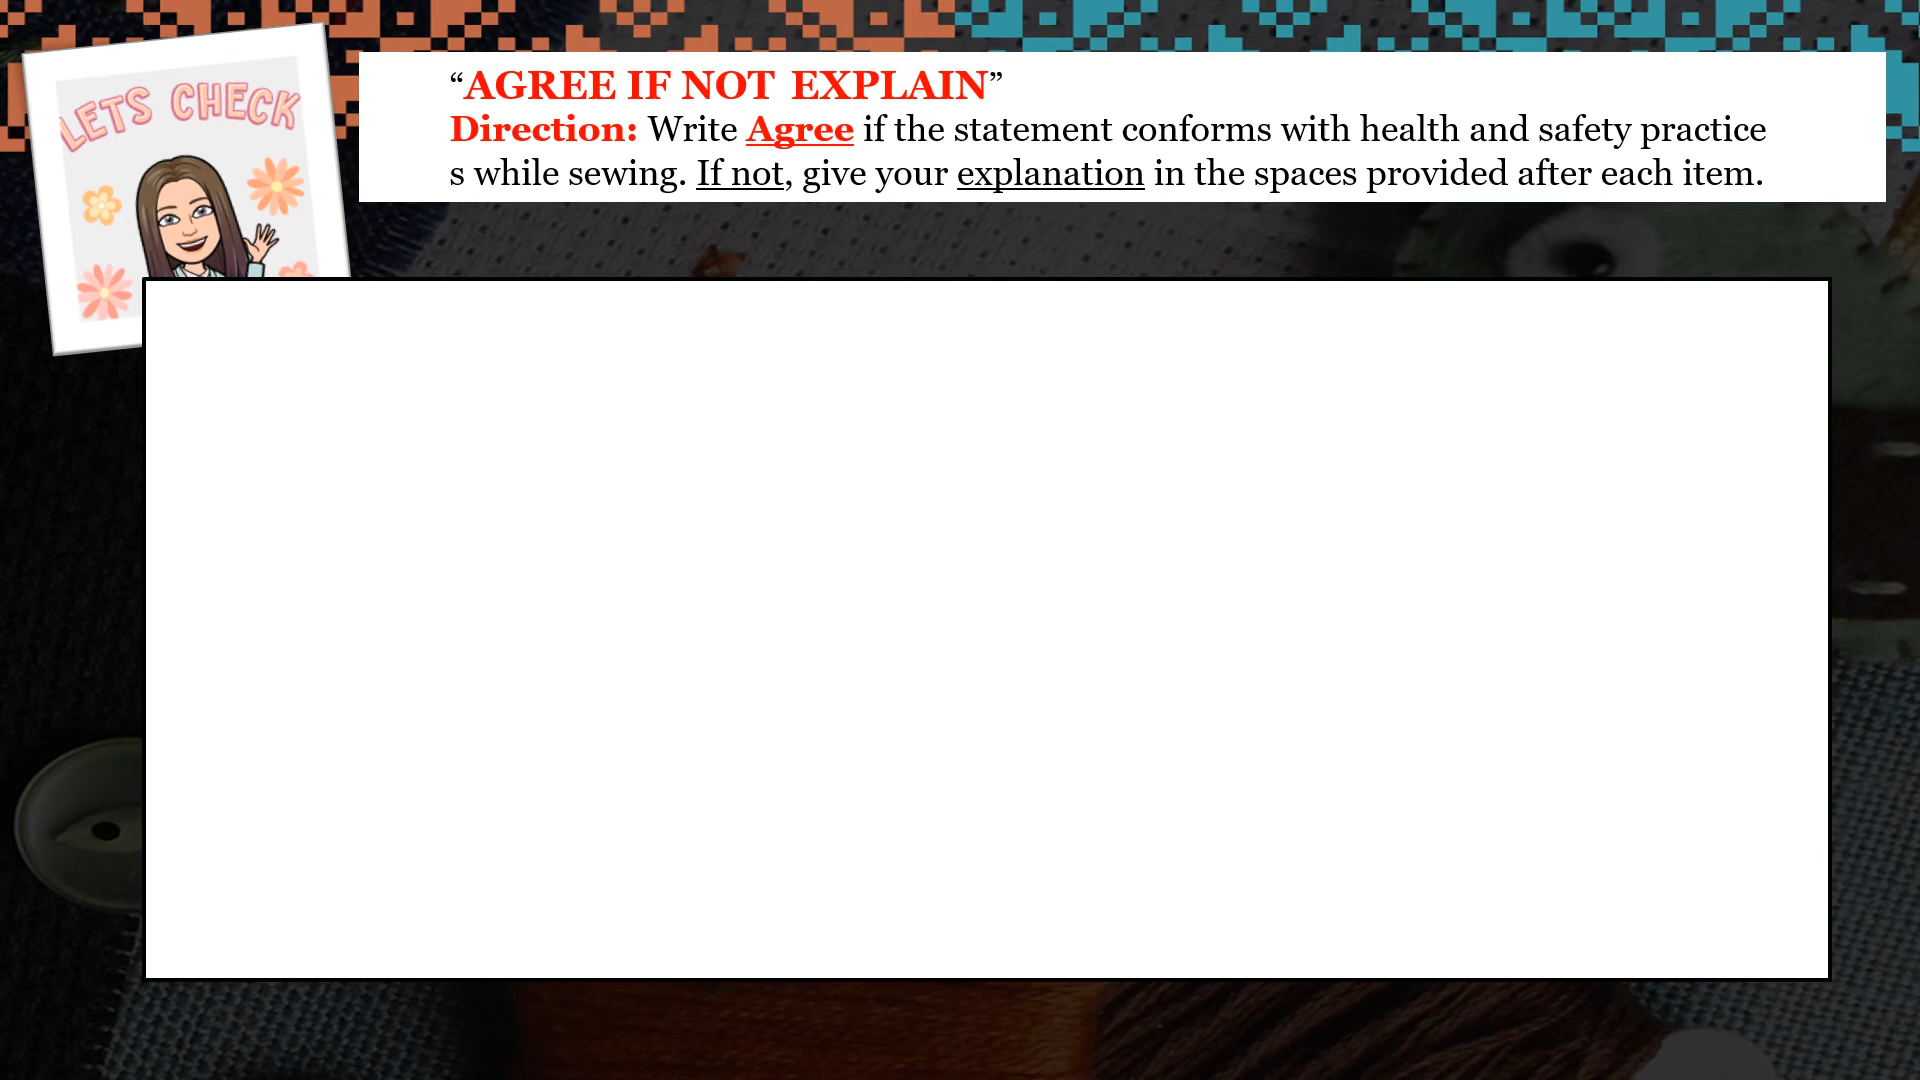 LETS CHECK
“AGREE IF NOT EXPLAIN”
Direction: Write Agree if the statement conforms with health and safety practice
s while sewing. If not, give your explanation in the spaces provided after each item.